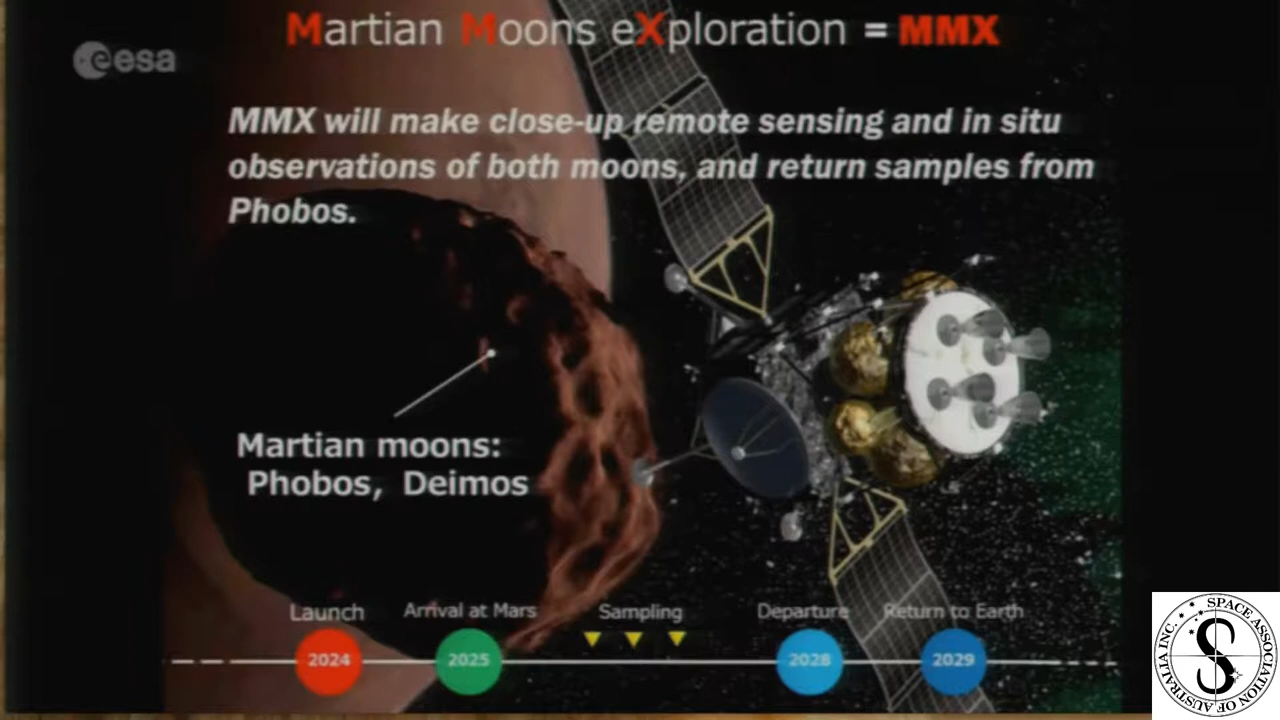 Martian Moons eXploration = MMX
esa
MMX will make close-up remote sensing and in situ
observations of both moons, and return samples from
Phobos.
Martian moons:
Phobos, Deimos
Launch
Arrival at Mars
Sampling
Departure
Return to Earth
2024
2025
2028
2029
SPACE ASSOCIATION
OF AUSTRALIA INC.
S